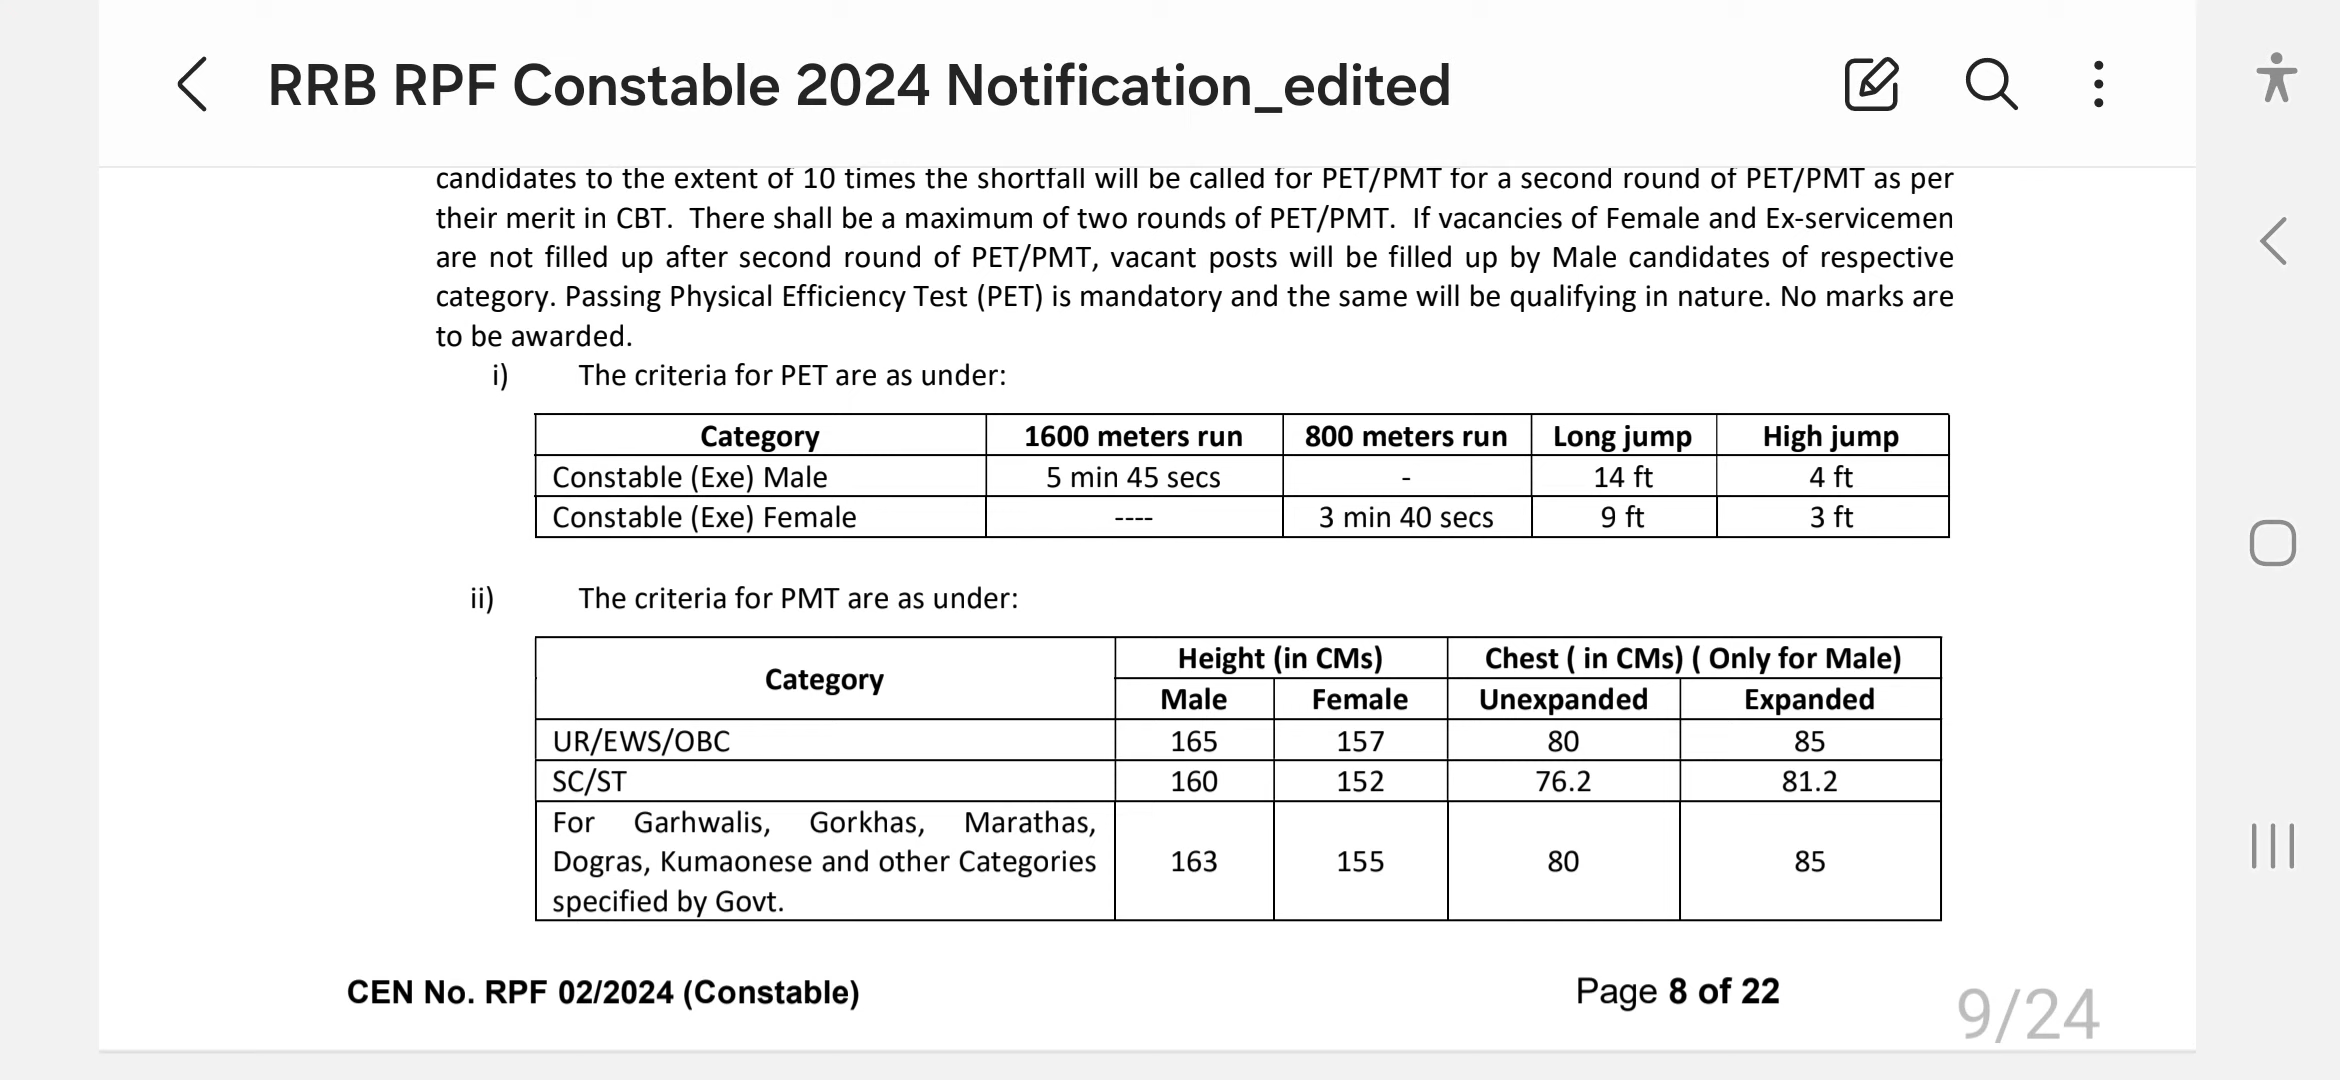 RRB RPF Constable 2024 Notification_edited
candidates to the extent of 10 times the shortfall will be called for PET/PMT for a second round of PET/PMT as per
their merit in CBT. There shall be a maximum of two rounds of PET/PMT. If vacancies of Female and Ex-servicemen
are not filled up after second round of PET/PMT, vacant posts will be filled up by Male candidates of respective
category. Passing Physical Efficiency Test (PET) is mandatory and the same will be qualifying in nature. No marks are
to be awarded.
i) The criteria for PET are as under:
Category 1600 meters run 800 meters run Long jump High jump
Constable (Exe) Male 5 min 45 secs - 14 ft 4 ft
Constable (Exe) Female ---- 3 min 40 secs 9 ft 3 ft
ii) The criteria for PMT are as under:
Category Height (in CMs) Chest ( in CMs) ( Only for Male)
Male Female Unexpanded Expanded
UR/EWS/OBC 165 157 80 85
SC/ST 160 152 76.2 81.2
For Garhwalis, Gorkhas, Marathas,
Dogras, Kumaonese and other Categories 163 155 80 85
specified by Govt.
CEN No. RPF 02/2024 (Constable) Page 8 of 22
9/24